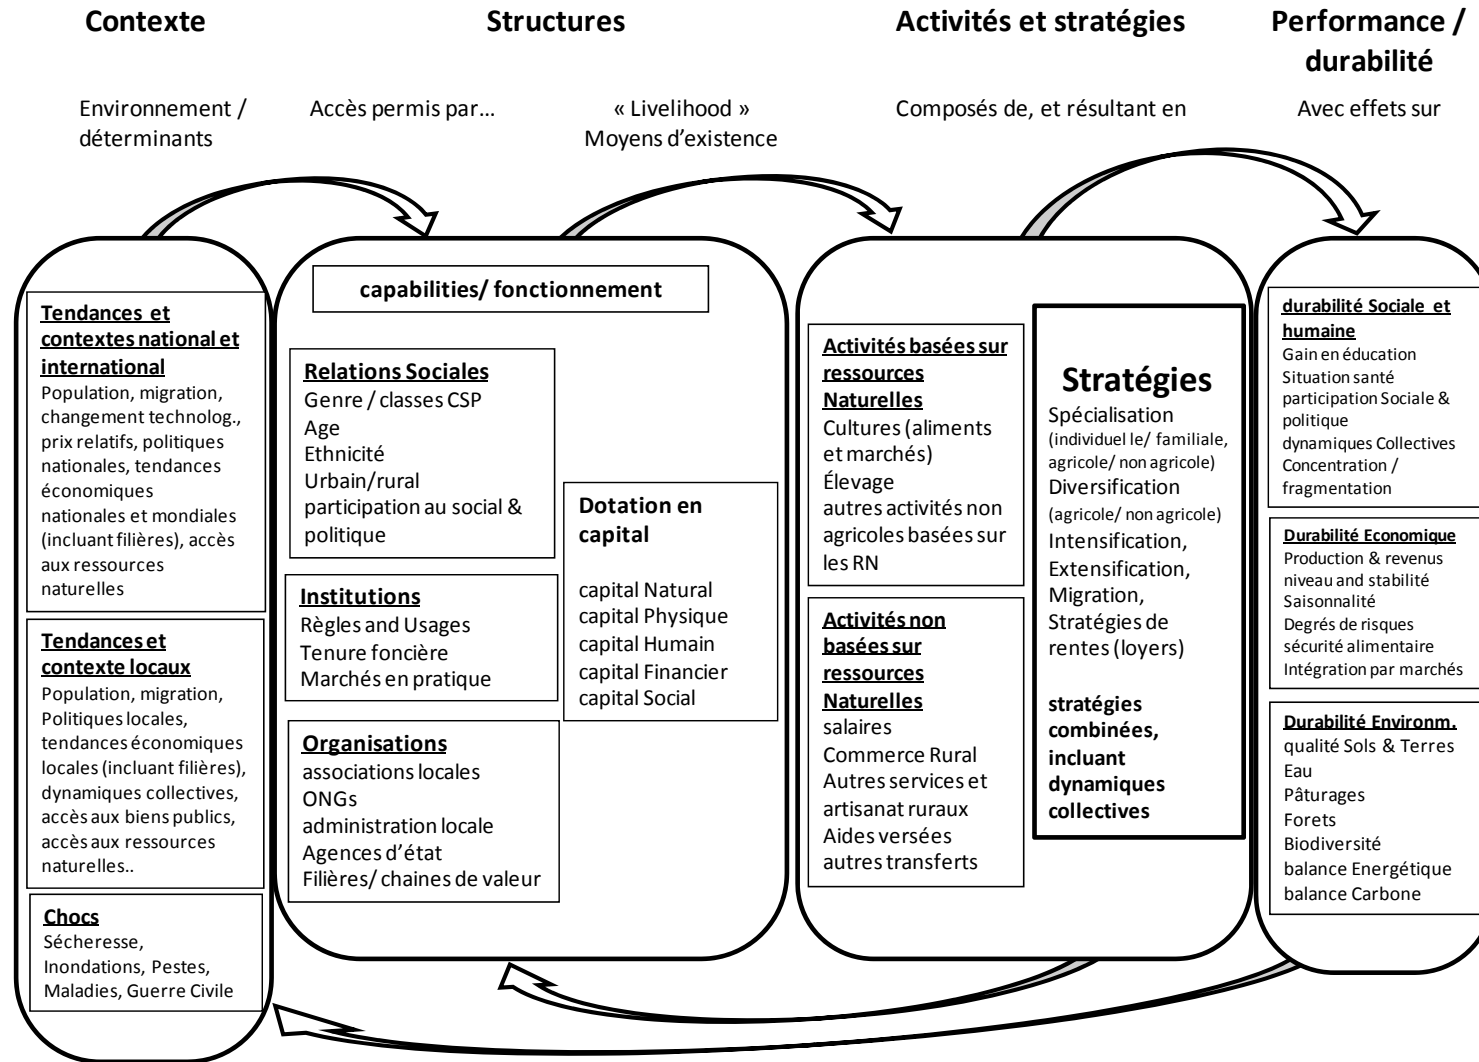 Contexte
Structures
Activités et stratégies
Performance /
durabilité
Environnement /
déterminants
Accès permis par…
« Livelihood »
Moyens d’existence
Composés de, et résultant en
Avec effets sur
Tendances et
contextes national et
international
Population, migration,
changement technolog.,
prix relatifs, politiques
nationales, tendances
économiques
nationales et mondiales
(incluant filières), accès
aux ressources
naturelles
Tendances et
contexte locaux
Population, migration,
Politiques locales,
tendances économiques
locales (incluant filières),
dynamiques collectives,
accès aux biens publics,
accès aux ressources
naturelles..
Chocs
Sécheresse,
Inondations, Pestes,
Maladies, Guerre Civile
capabilities/ fonctionnement
Relations Sociales
Genre / classes CSP
Age
Ethnicité
Urbain/rural
participation au social &
politique
Institutions
Règles and Usages
Tenure foncière
Marchés en pratique
Organisations
associations locales
ONGs
administration locale
Agences d’état
Filières/ chaines de valeur
Dotation en
capital
capital Natural
capital Physique
capital Humain
capital Financier
capital Social
Activités basées sur
ressources
Naturelles
Cultures (aliments
et marchés)
Élevage
autres activités non
agricoles basées sur
les RN
Activités non
basées sur
ressources
Naturelles
salaires
Commerce Rural
Autres services et
artisanat ruraux
Aides versées
autres transferts
Stratégies
Spécialisation
(individuel le/ familiale,
agricole/ non agricole)
Diversification
(agricole/ non agricole)
Intensification,
Extensification,
Migration,
Stratégies de
rentes (loyers)
stratégies
combinées,
incluant
dynamiques
collectives
durabilité Sociale et
humaine
Gain en éducation
Situation santé
participation Sociale &
politique
dynamiques Collectives
Concentration /
fragmentation
Durabilité Economique
Production & revenus
niveau and stabilité
Saisonnalité
Degrés de risques
sécurité alimentaire
Intégration par marchés
Durabilité Environm.
qualité Sols & Terres
Eau
Pâturages
Forets
Biodiversité
balance Energétique
balance Carbone